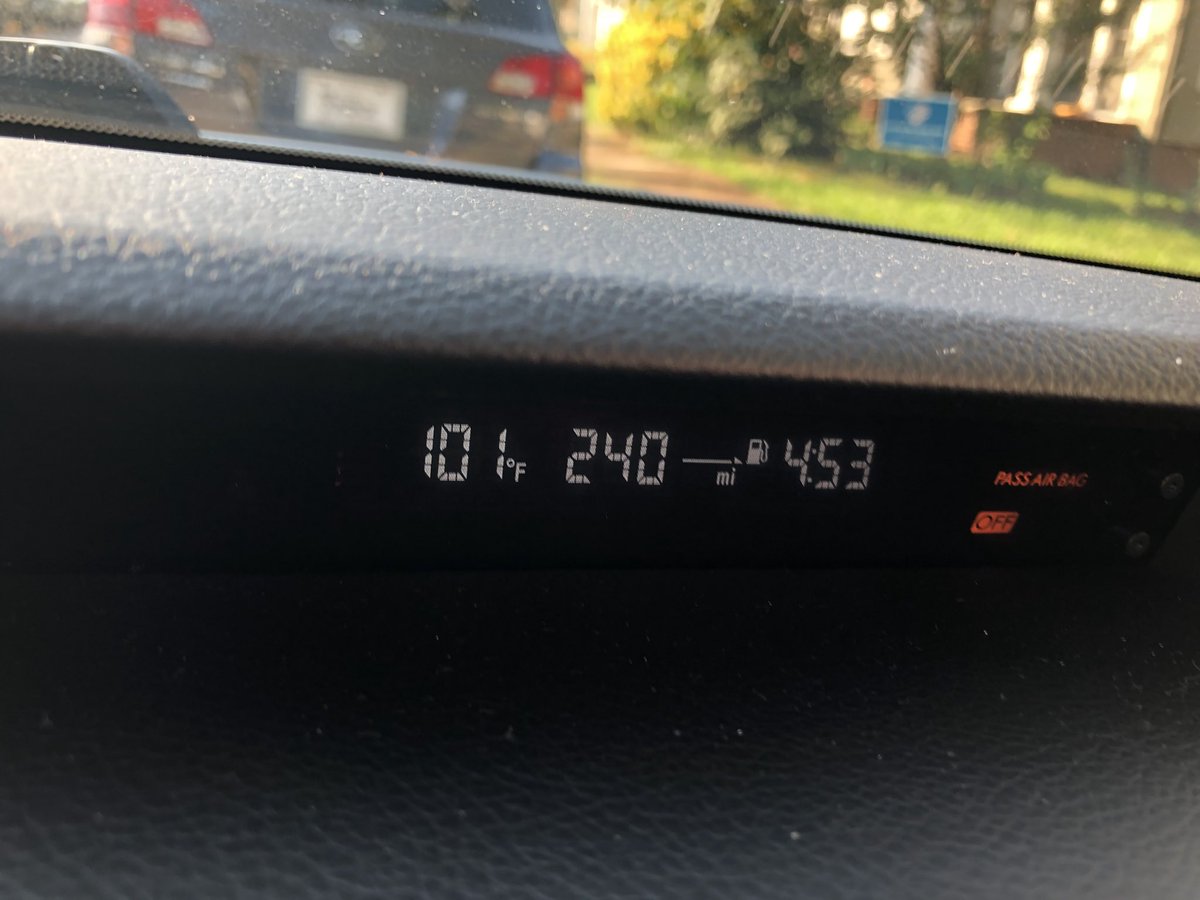 101°F 240 mi 4:53
PASS AIR BAG
OFF